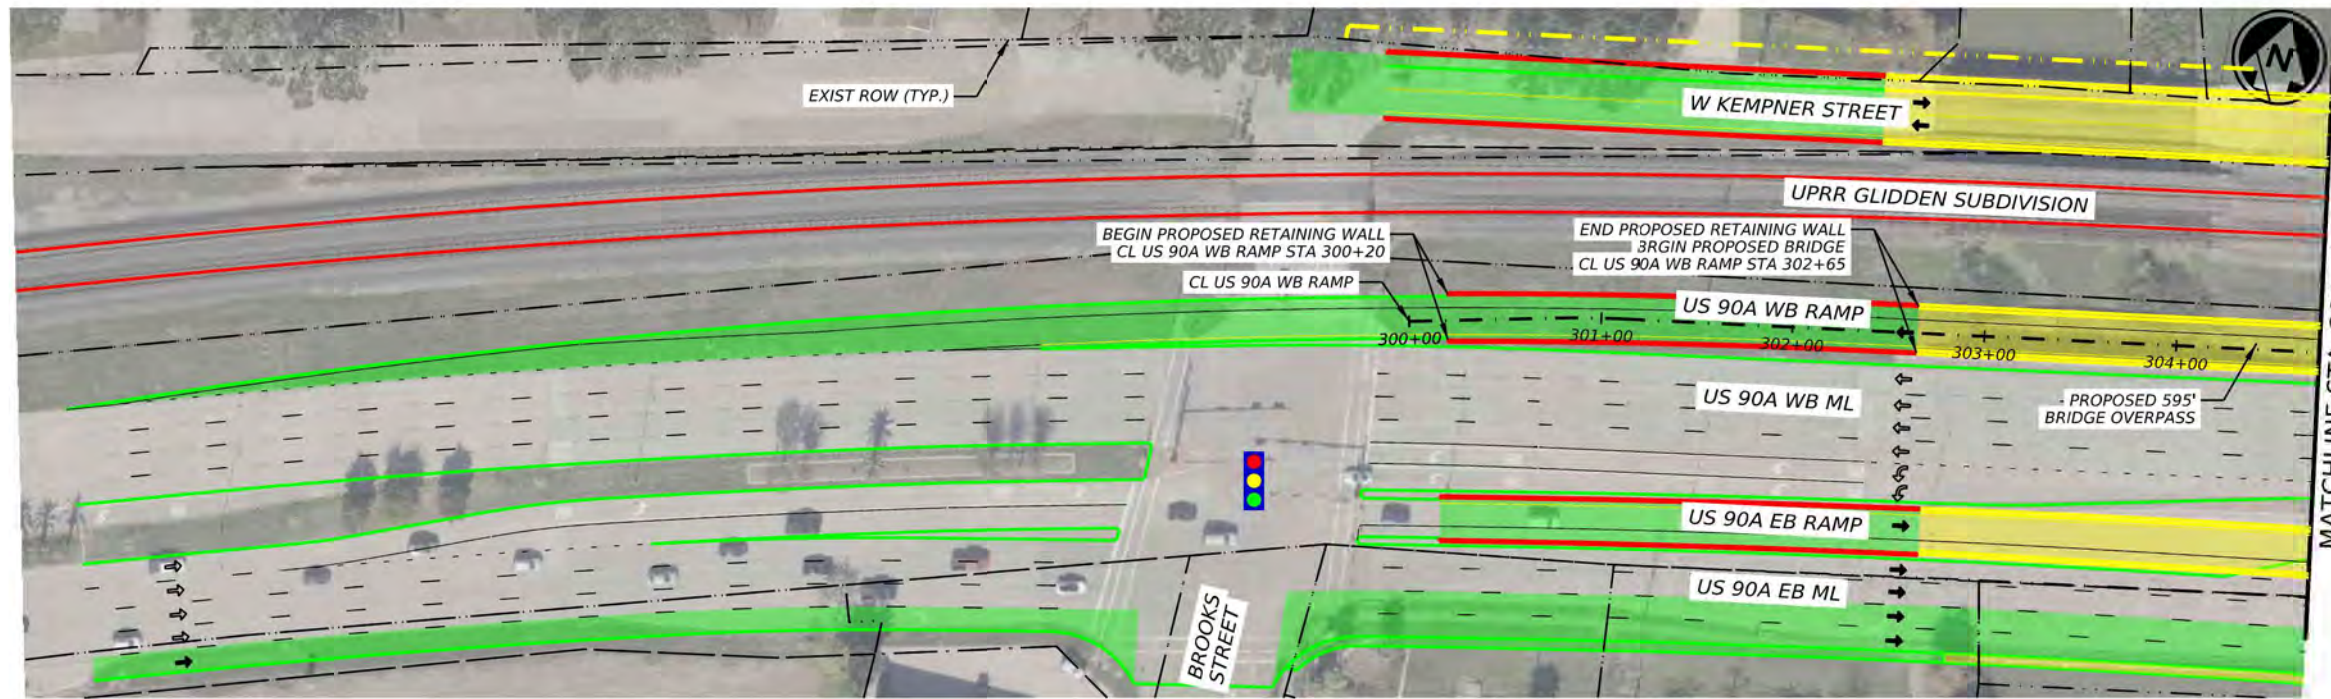 N
EXIST ROW (TYP.)
W KEMPNER STREET
UPRR GLIDDEN SUBDIVISION
BEGIN PROPOSED RETAINING WALL
CL US 90A WB RAMP STA 300+20
END PROPOSED RETAINING WALL
3RGIN PROPOSED BRIDGE
CL US 90A WB RAMP STA 302+65
CL US 90A WB RAMP
US 90A WB RAMP
300+00
301+00
302+00
303+00
304+00
US 90A WB ML
PROPOSED 595'
BRIDGE OVERPASS
US 90A EB RAMP
US 90A EB ML
BROOKS
STREET
MATCHLINE STA